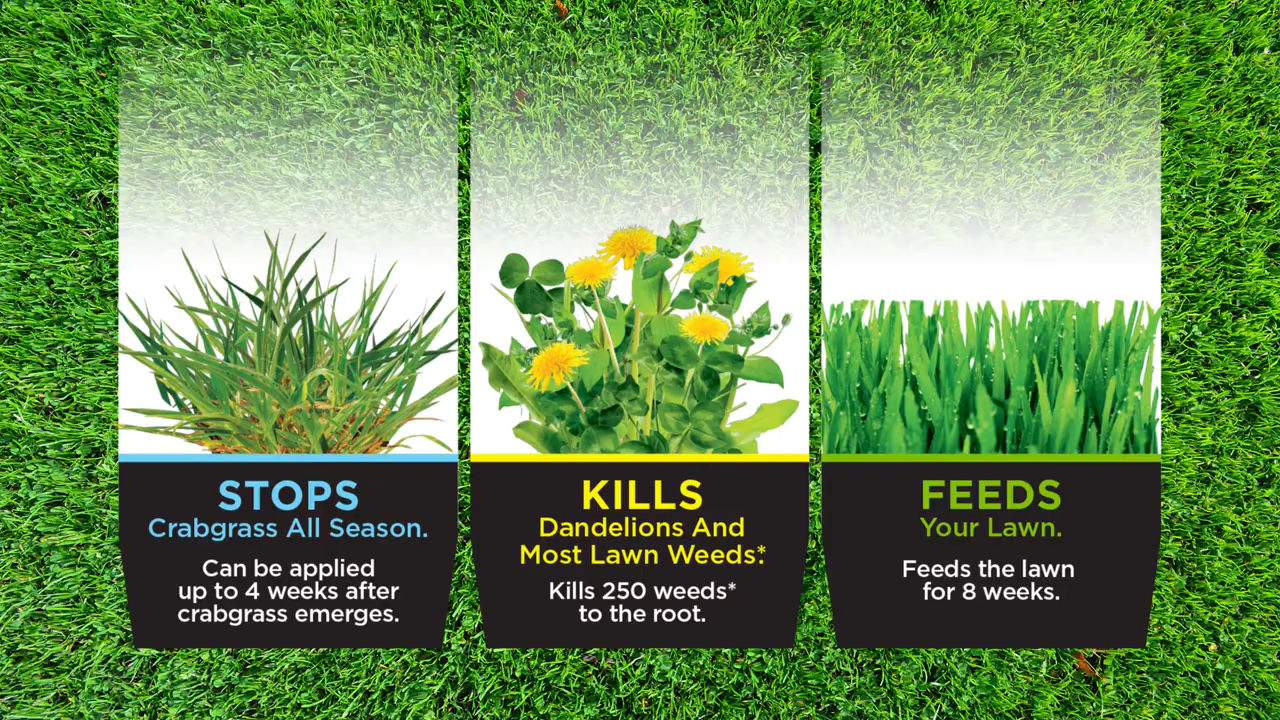 STOPS
Crabgrass All Season.
Can be applied
up to 4 weeks after
crabgrass emerges.
KILLS
Dandelions And
Most Lawn Weeds*.
Kills 250 weeds*
to the root.
FEEDS
Your Lawn.
Feeds the lawn
for 8 weeks.